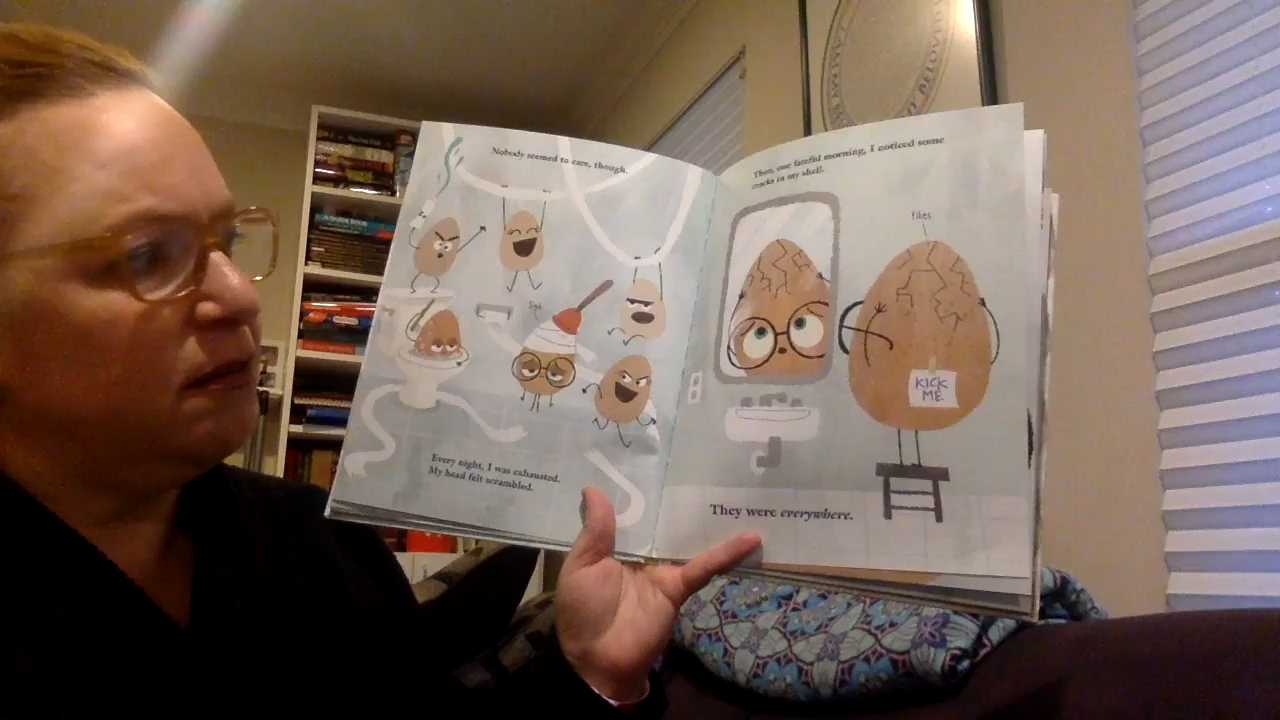 Nobody seemed to care, though.
Sigh.
Every night, I was exhausted.
My head felt scrambled.
Then, one fateful morning, I noticed some
cracks in my shell.
Yikes.
KICK
ME
They were everywhere.